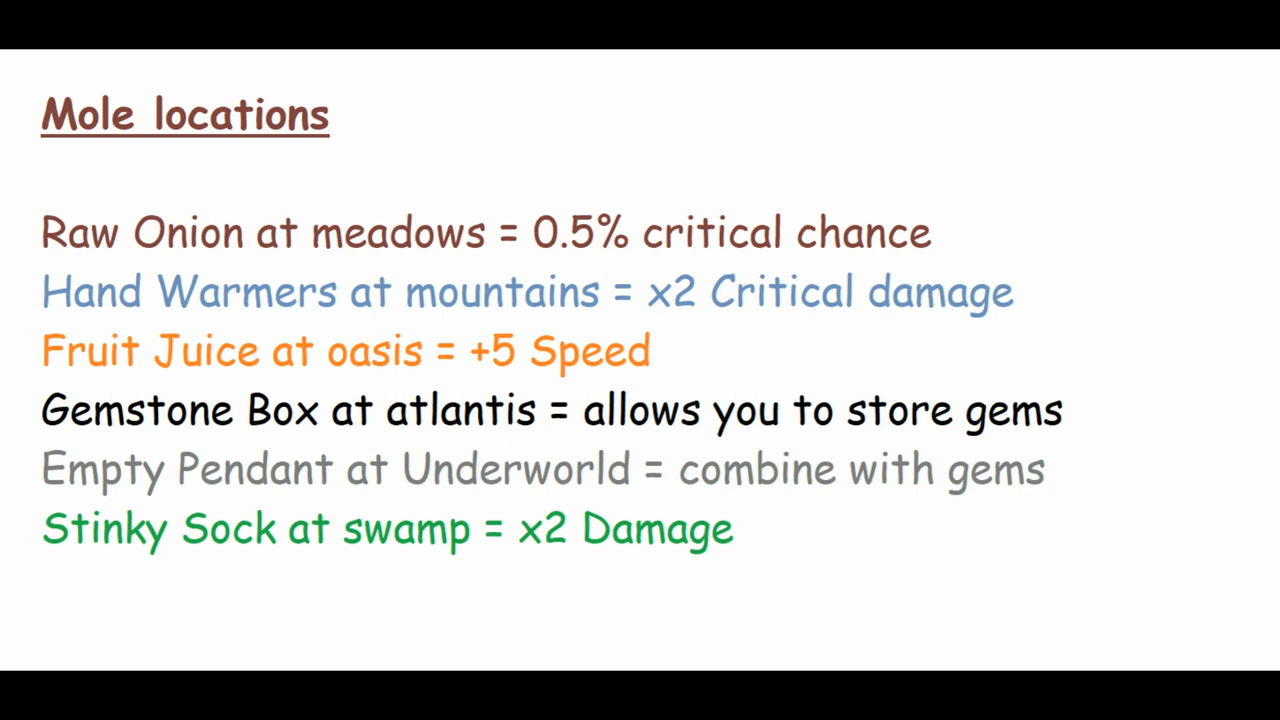 Mole locations
Raw Onion at meadows = 0.5% critical chance
Hand Warmers at mountains = x2 Critical damage
Fruit Juice at oasis = +5 Speed
Gemstone Box at atlantis = allows you to store gems
Empty Pendant at Underworld = combine with gems
Stinky Sock at swamp = x2 Damage